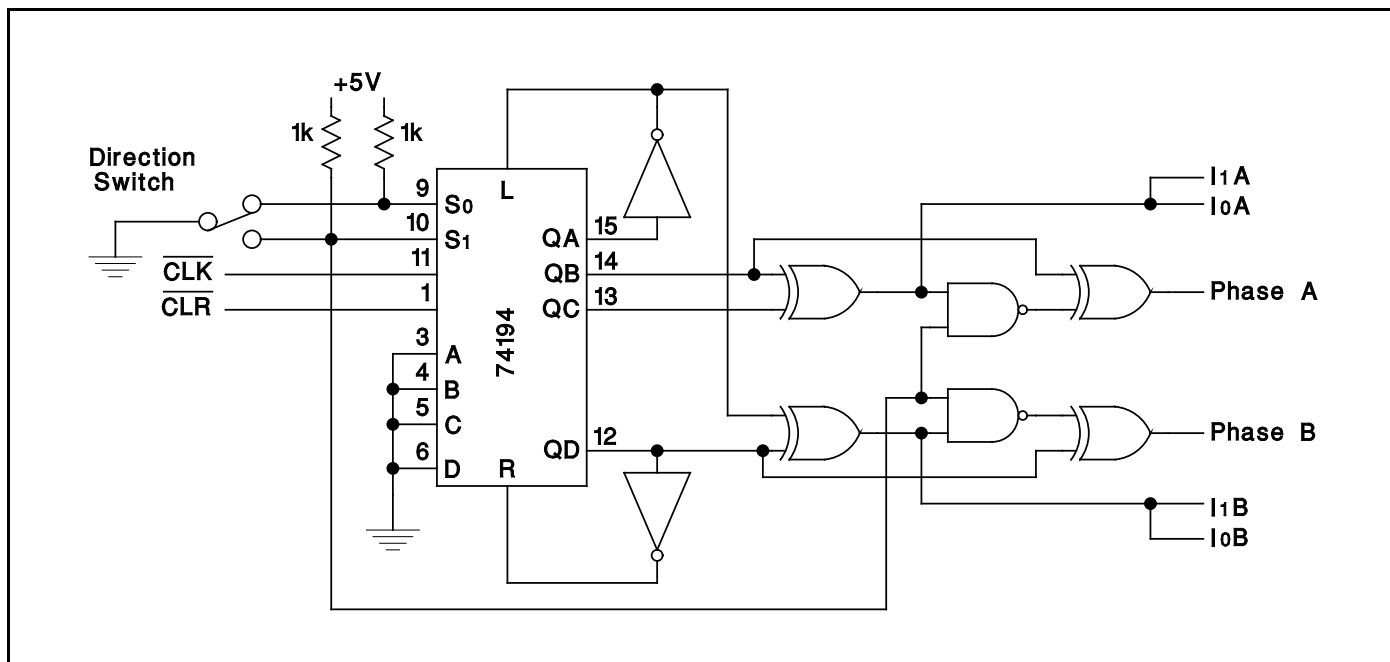 +5V
1k
1k
Direction
Switch
9
S0
L
10
S1
15
QA
11
CLK
14
QB
1
CLR
13
QC
74194
3
A
4
B
5
C
6
D
12
QD
R
I1A
I0A
Phase A
Phase B
I1B
I0B